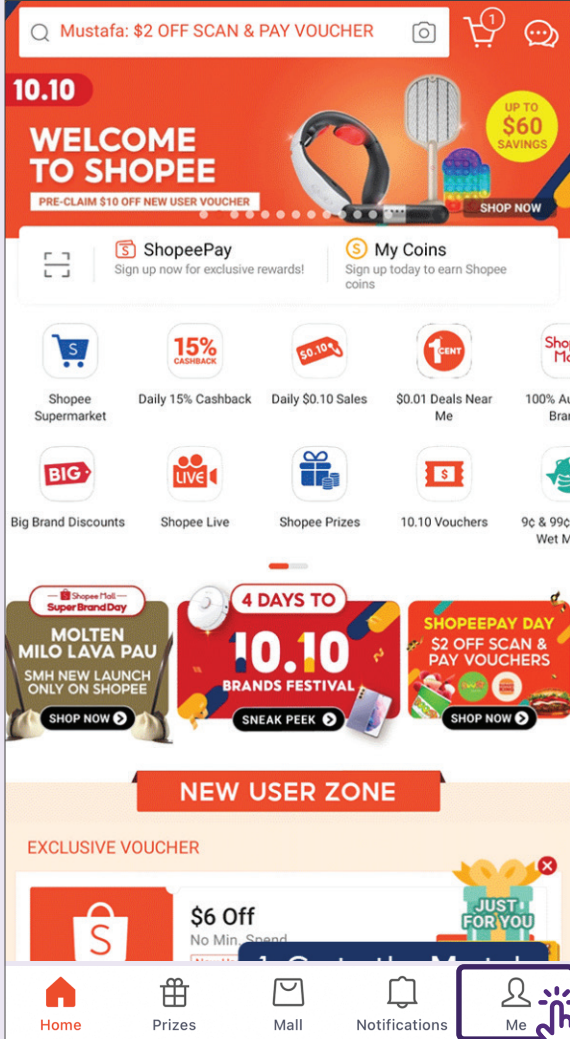 Mustafa: $2 OFF SCAN & PAY VOUCHER
1
10.10
WELCOME
TO SHOPEE
PRE-CLAIM $10 OFF NEW USER VOUCHER
UP TO
$60
SAVINGS
SHOP NOW
ShopeePay
Sign up now for exclusive rewards!
My Coins
Sign up today to earn Shopee
coins
15%
CASHBACK
$0.10
1 CENT
Shopee
Supermarket
Daily 15% Cashback
Daily $0.10 Sales
$0.01 Deals Near
Me
100%
BIG
LIVE
Big Brand Discounts
Shopee Live
Shopee Prizes
10.10 Vouchers
9¢ & 99¢
Wet
Shopee Mall
Super Brand Day
MOLTEN
MILO LAVA PAU
SMH NEW LAUNCH
ONLY ON SHOPEE
SHOP NOW
4 DAYS TO
10.10
BRANDS FESTIVAL
SNEAK PEEK
SHOPEEPAY DAY
$2 OFF SCAN &
PAY VOUCHERS
SHOP NOW
NEW USER ZONE
EXCLUSIVE VOUCHER
$6 Off
No Min. Spend
JUST
FOR YOU
Home
Prizes
Mall
Notifications
Me